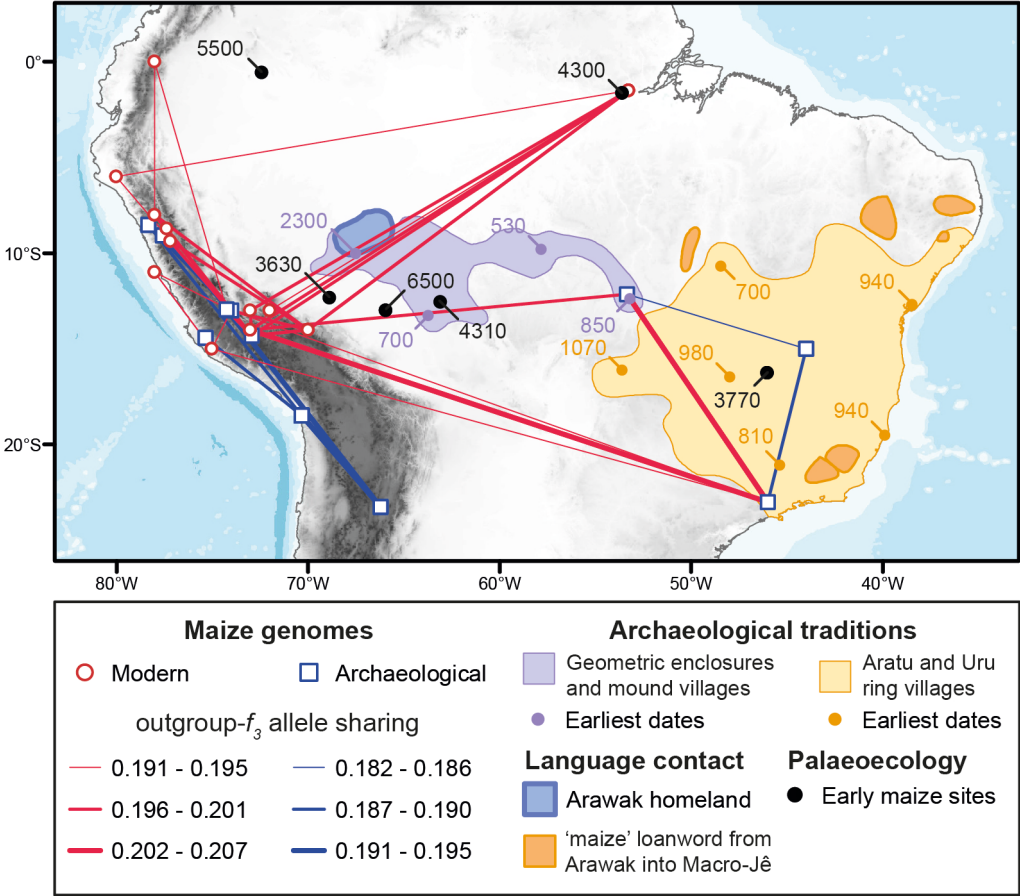 5500
4300
0°
2300
530
10°S
3630
6500
700
940
700
4310
850
1070
980
3770
940
20°S
810
80°W
70°W
60°W
50°W
40°W
Maize genomes
Modern
Archaeological
outgroup-f3 allele sharing
0.191 - 0.195
0.182 - 0.186
0.196 - 0.201
0.187 - 0.190
0.202 - 0.207
0.191 - 0.195
Archaeological traditions
Geometric enclosures
and mound villages
Aratu and Uru
ring villages
Earliest dates
Earliest dates
Language contact
Arawak homeland
'maize' loanword from
Arawak into Macro-Jê
Palaeoecology
Early maize sites